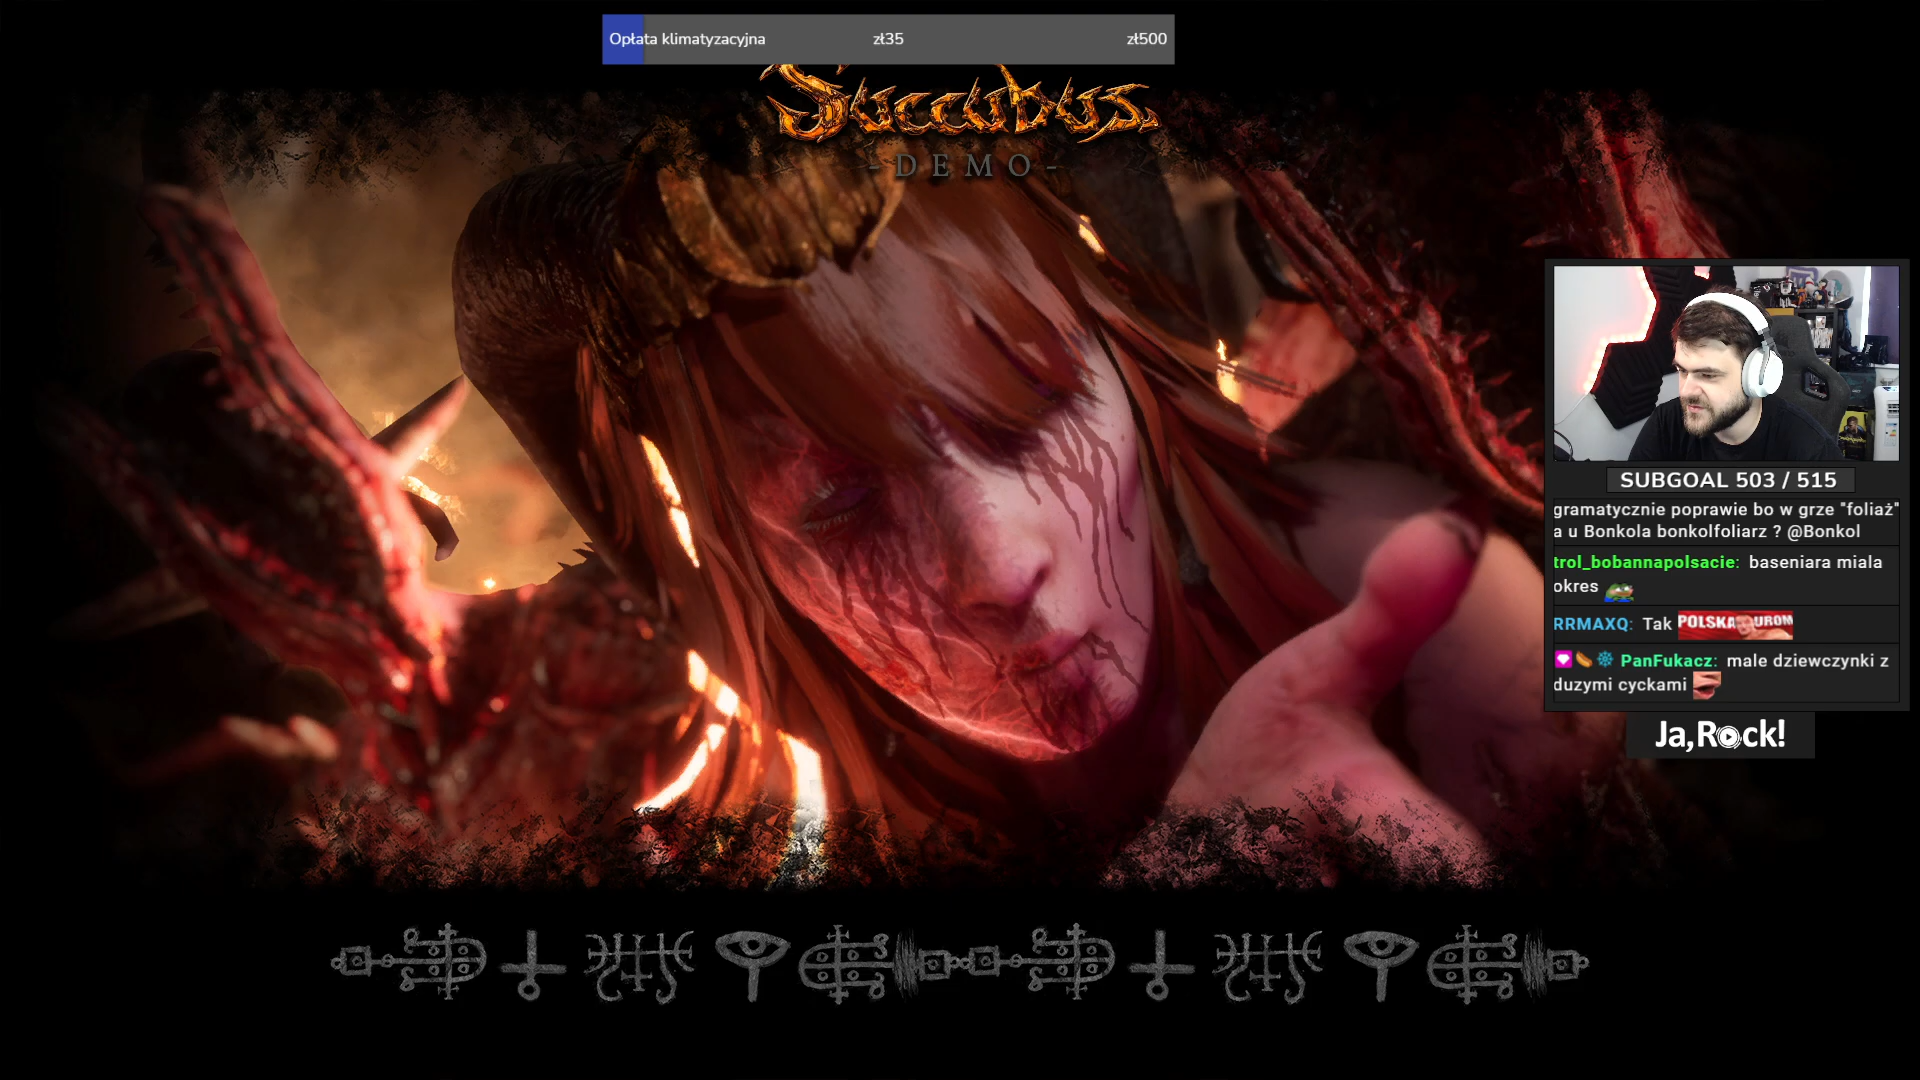 Opłata klimatyzacyjna zł35 zł500
Succubus
-DEMO-
SUBGOAL 503 / 515
gramatycznie poprawie bo w grze "foliaż"
a u Bonkola bonkolfoliarz ? @Bonkol
trol_bobannapolsacie: baseniara miala
okres
RRMAXQ: Tak POLSKA UROM
PanFukacz: male dziewczynki z
duzymi cyckami
Ja,Rock!